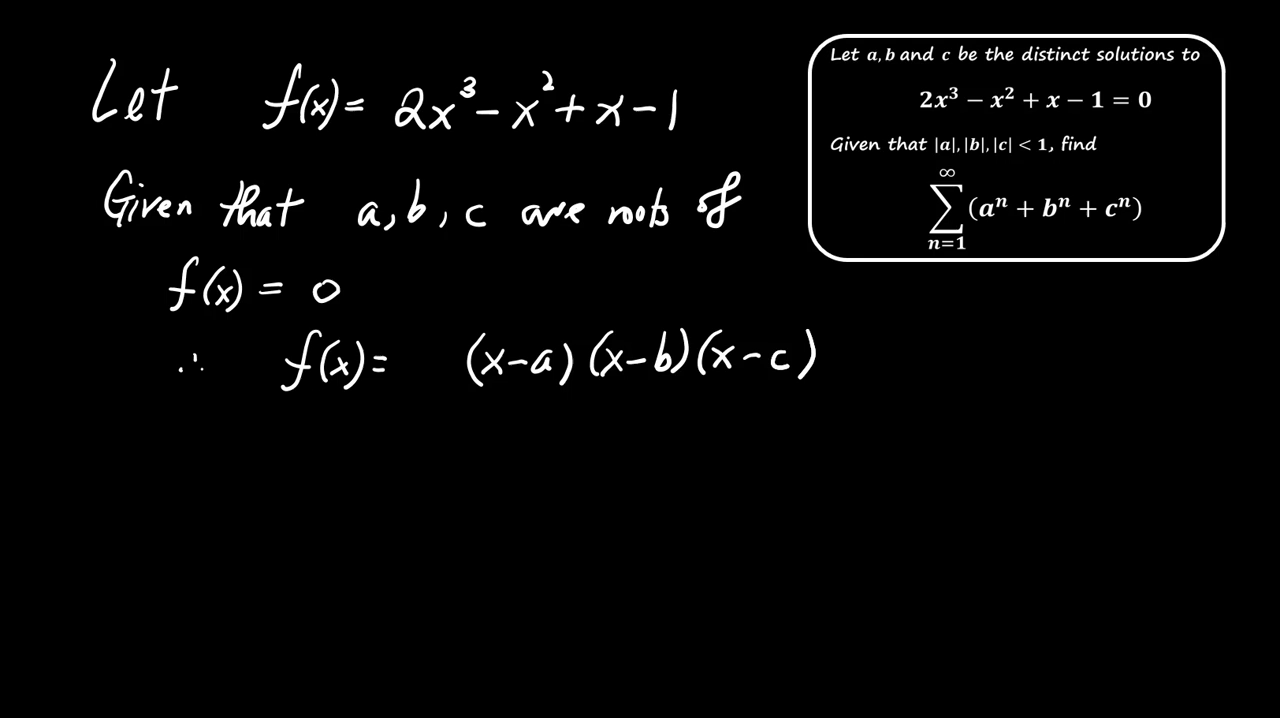 Let f(x) = 2x³ − x² + x − 1
Given that a, b, c are roots of
f(x) = 0
∴ f(x) = (x−a)(x−b)(x−c)
Let a, b and c be the distinct solutions to
2x³ − x² + x − 1 = 0
Given that |a|, |b|, |c| < 1, find
∞
∑ (aⁿ + bⁿ + cⁿ)
n=1